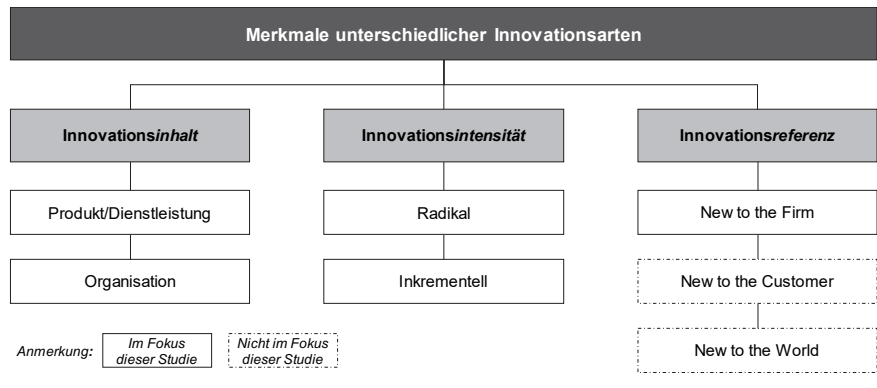 Merkmale unterschiedlicher Innovationsarten
Innovationsinhalt
Innovationsintensität
Innovationsreferenz
Produkt/Dienstleistung
Radikal
New to the Firm
Organisation
Inkrementell
New to the Customer
New to the World
Anmerkung:
Im Fokus
dieser Studie
Nicht im Fokus
dieser Studie